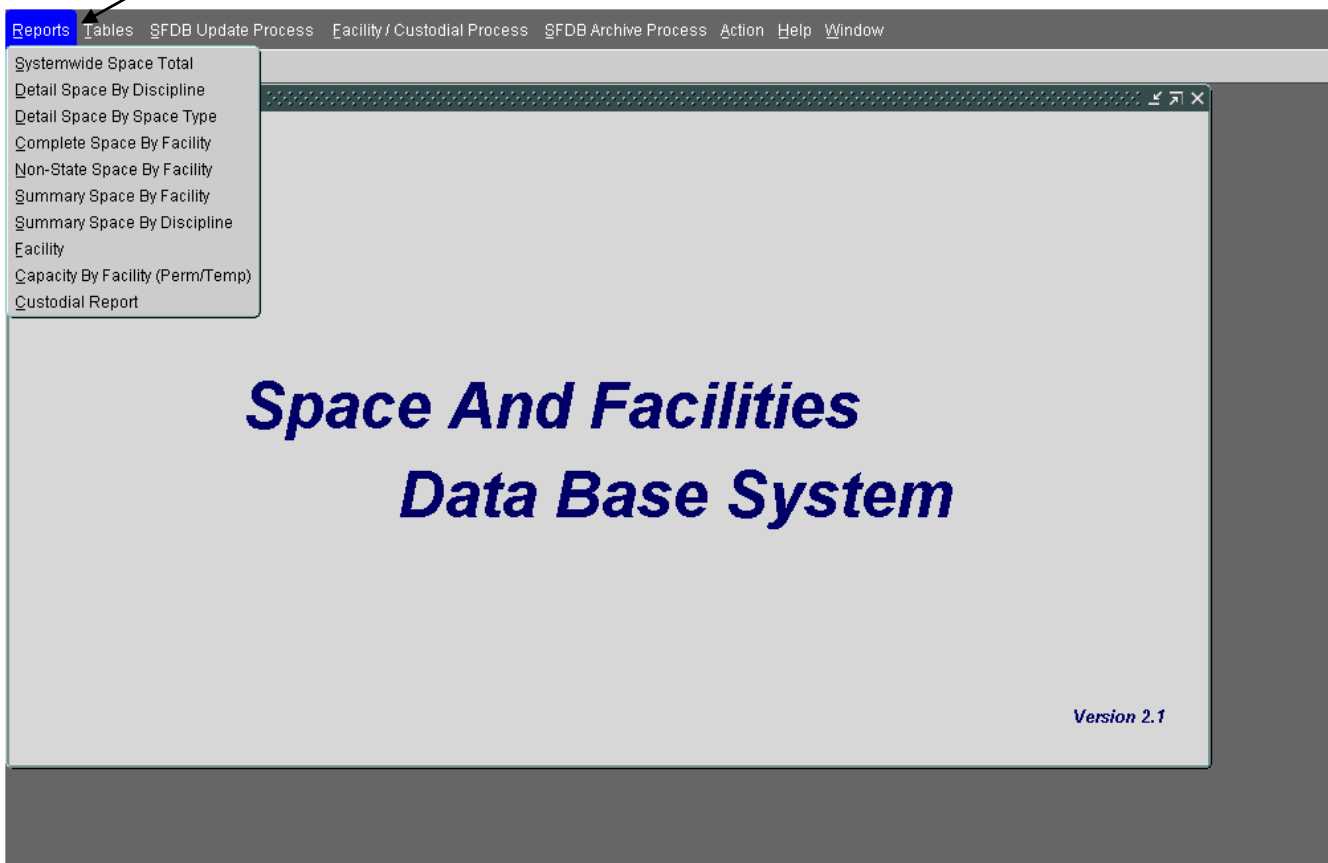 Reports Tables SFDB Update Process Facility / Custodial Process SFDB Archive Process Action Help Window
Systemwide Space Total
Detail Space By Discipline
Detail Space By Space Type
Complete Space By Facility
Non-State Space By Facility
Summary Space By Facility
Summary Space By Discipline
Facility
Capacity By Facility (Perm/Temp)
Custodial Report
Space And Facilities
Data Base System
Version 2.1